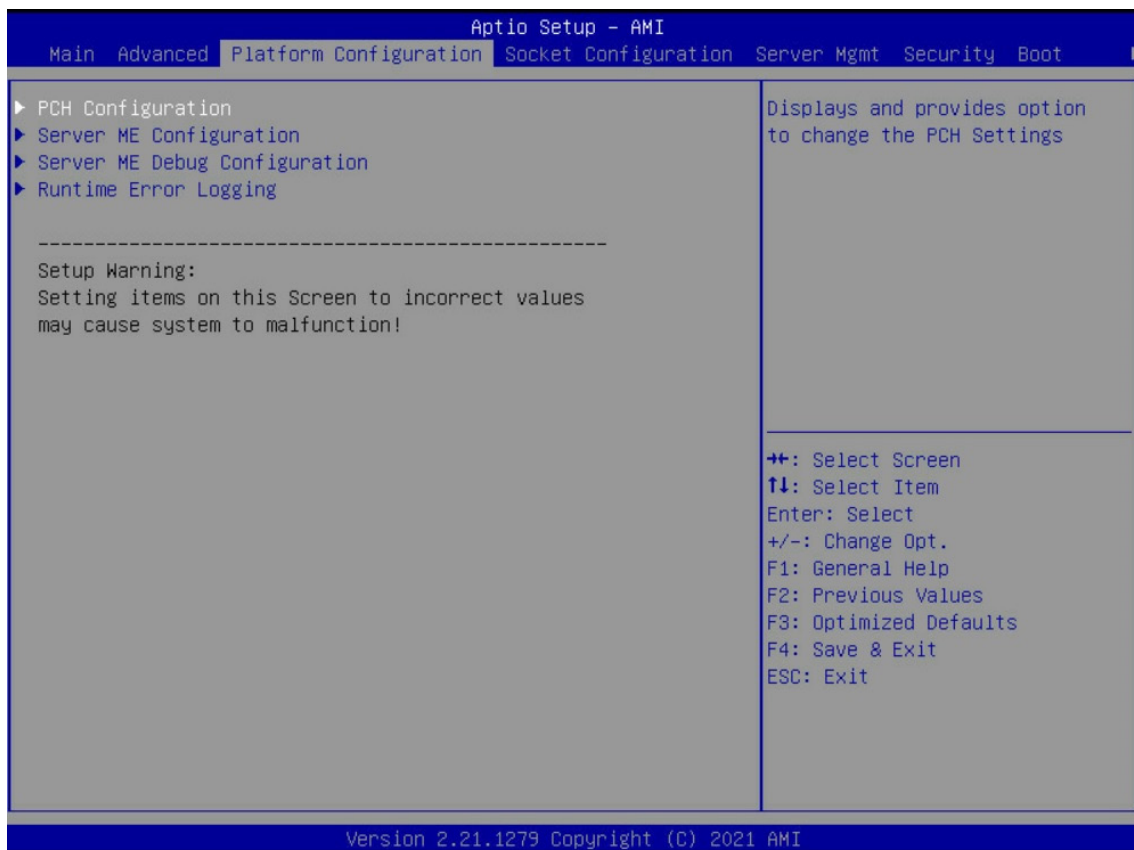 Aptio Setup – AMI
Main Advanced Platform Configuration Socket Configuration Server Mgmt Security Boot
▶ PCH Configuration
▶ Server ME Configuration
▶ Server ME Debug Configuration
▶ Runtime Error Logging
--------------------------------------------------
Setup Warning:
Setting items on this Screen to incorrect values
may cause system to malfunction!
Displays and provides option
to change the PCH Settings
→←: Select Screen
↑↓: Select Item
Enter: Select
+/-: Change Opt.
F1: General Help
F2: Previous Values
F3: Optimized Defaults
F4: Save & Exit
ESC: Exit
Version 2.21.1279 Copyright (C) 2021 AMI